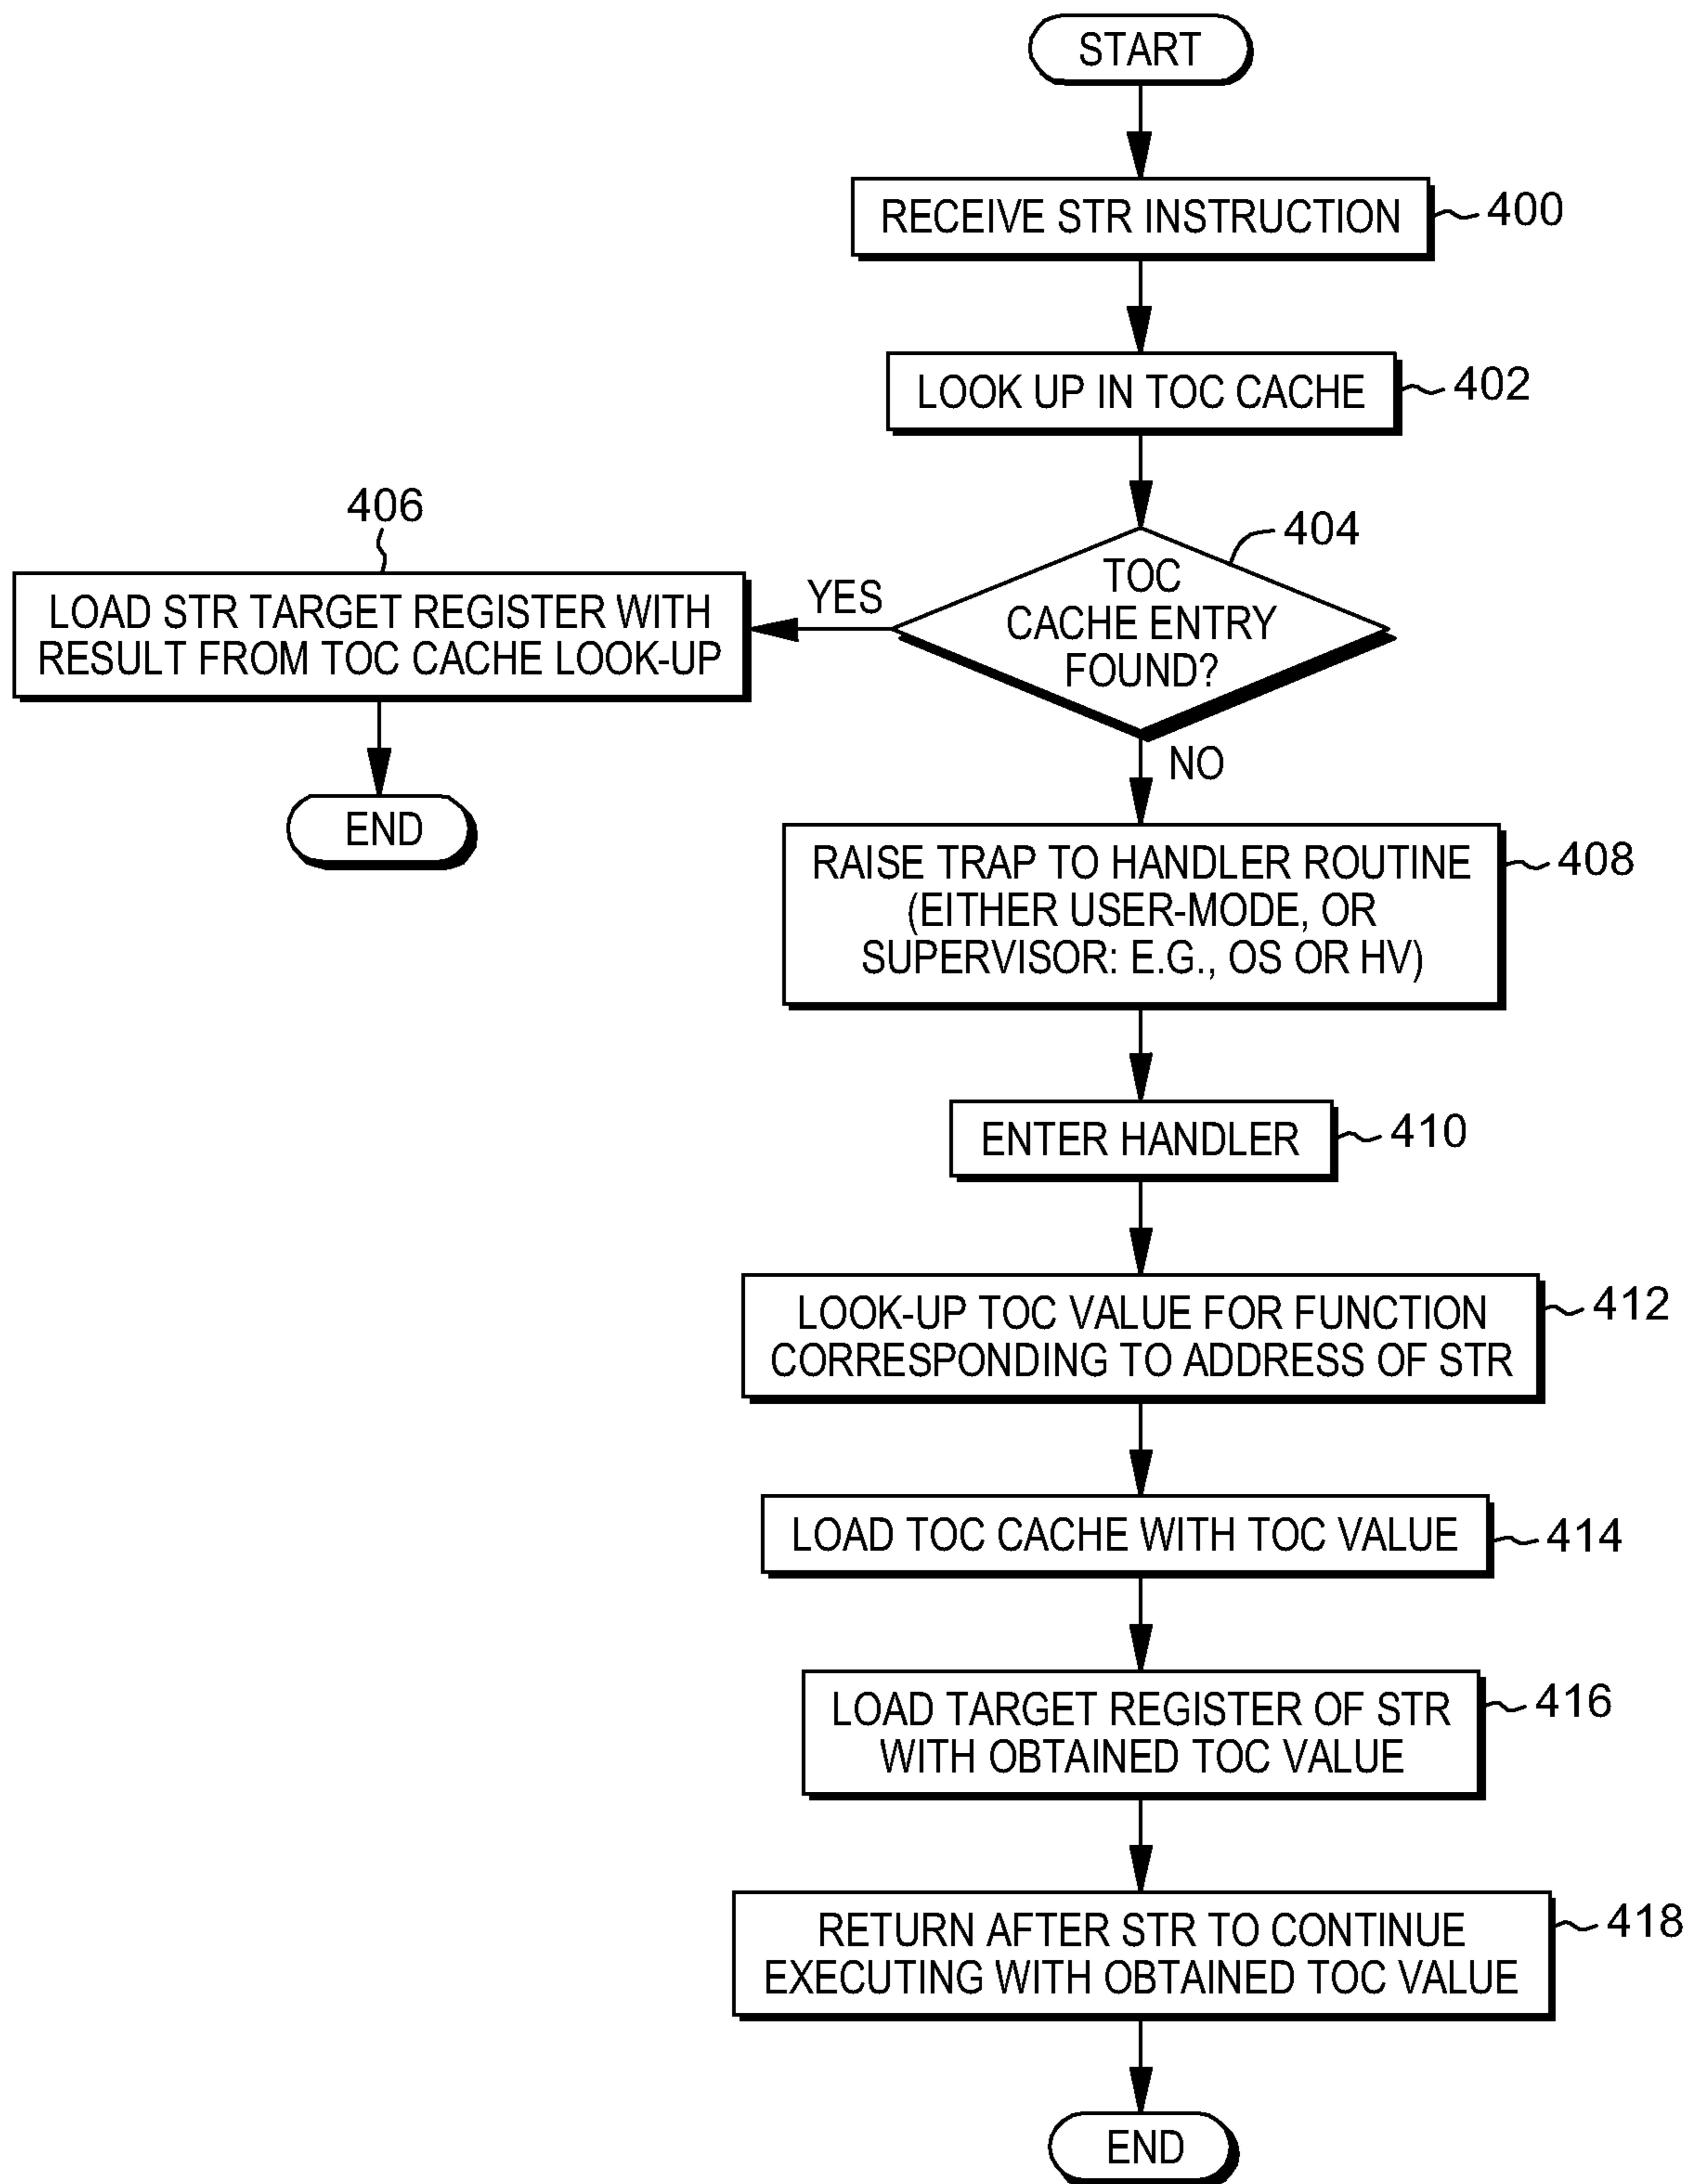 START
RECEIVE STR INSTRUCTION
400
LOOK UP IN TOC CACHE
402
404
TOC
CACHE ENTRY
FOUND?
YES
406
LOAD STR TARGET REGISTER WITH
RESULT FROM TOC CACHE LOOK-UP
END
NO
RAISE TRAP TO HANDLER ROUTINE
(EITHER USER-MODE, OR
SUPERVISOR: E.G., OS OR HV)
408
ENTER HANDLER
410
LOOK-UP TOC VALUE FOR FUNCTION
CORRESPONDING TO ADDRESS OF STR
412
LOAD TOC CACHE WITH TOC VALUE
414
LOAD TARGET REGISTER OF STR
WITH OBTAINED TOC VALUE
416
RETURN AFTER STR TO CONTINUE
EXECUTING WITH OBTAINED TOC VALUE
418
END